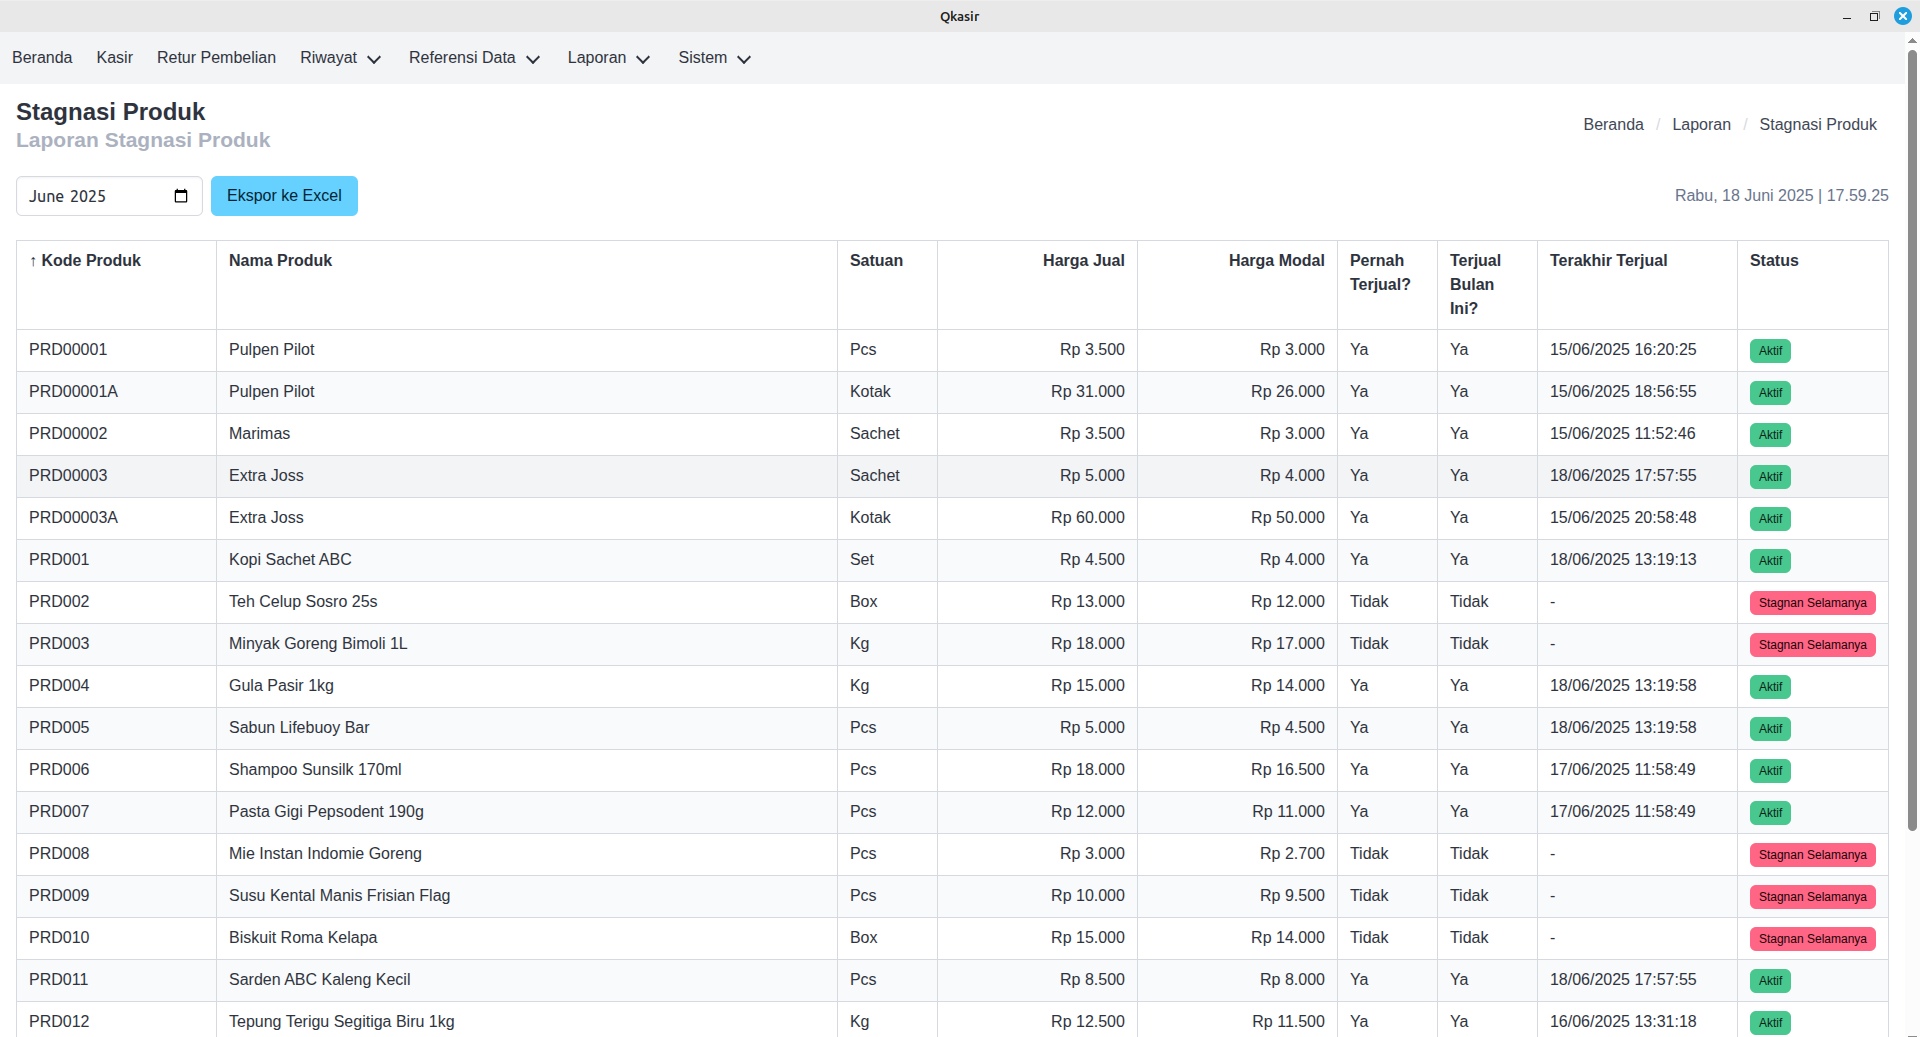 Qkasir
Beranda Kasir Retur Pembelian Riwayat Referensi Data Laporan Sistem
Stagnasi Produk
Laporan Stagnasi Produk
Beranda / Laporan / Stagnasi Produk
June 2025 Ekspor ke Excel Rabu, 18 Juni 2025 | 17.59.25
↑ Kode Produk Nama Produk Satuan Harga Jual Harga Modal Pernah Terjual? Terjual Bulan Ini? Terakhir Terjual Status
PRD00001 Pulpen Pilot Pcs Rp 3.500 Rp 3.000 Ya Ya 15/06/2025 16:20:25 Aktif
PRD00001A Pulpen Pilot Kotak Rp 31.000 Rp 26.000 Ya Ya 15/06/2025 18:56:55 Aktif
PRD00002 Marimas Sachet Rp 3.500 Rp 3.000 Ya Ya 15/06/2025 11:52:46 Aktif
PRD00003 Extra Joss Sachet Rp 5.000 Rp 4.000 Ya Ya 18/06/2025 17:57:55 Aktif
PRD00003A Extra Joss Kotak Rp 60.000 Rp 50.000 Ya Ya 15/06/2025 20:58:48 Aktif
PRD001 Kopi Sachet ABC Set Rp 4.500 Rp 4.000 Ya Ya 18/06/2025 13:19:13 Aktif
PRD002 Teh Celup Sosro 25s Box Rp 13.000 Rp 12.000 Tidak Tidak - Stagnan Selamanya
PRD003 Minyak Goreng Bimoli 1L Kg Rp 18.000 Rp 17.000 Tidak Tidak - Stagnan Selamanya
PRD004 Gula Pasir 1kg Kg Rp 15.000 Rp 14.000 Ya Ya 18/06/2025 13:19:58 Aktif
PRD005 Sabun Lifebuoy Bar Pcs Rp 5.000 Rp 4.500 Ya Ya 18/06/2025 13:19:58 Aktif
PRD006 Shampoo Sunsilk 170ml Pcs Rp 18.000 Rp 16.500 Ya Ya 17/06/2025 11:58:49 Aktif
PRD007 Pasta Gigi Pepsodent 190g Pcs Rp 12.000 Rp 11.000 Ya Ya 17/06/2025 11:58:49 Aktif
PRD008 Mie Instan Indomie Goreng Pcs Rp 3.000 Rp 2.700 Tidak Tidak - Stagnan Selamanya
PRD009 Susu Kental Manis Frisian Flag Pcs Rp 10.000 Rp 9.500 Tidak Tidak - Stagnan Selamanya
PRD010 Biskuit Roma Kelapa Box Rp 15.000 Rp 14.000 Tidak Tidak - Stagnan Selamanya
PRD011 Sarden ABC Kaleng Kecil Pcs Rp 8.500 Rp 8.000 Ya Ya 18/06/2025 17:57:55 Aktif
PRD012 Tepung Terigu Segitiga Biru 1kg Kg Rp 12.500 Rp 11.500 Ya Ya 16/06/2025 13:31:18 Aktif